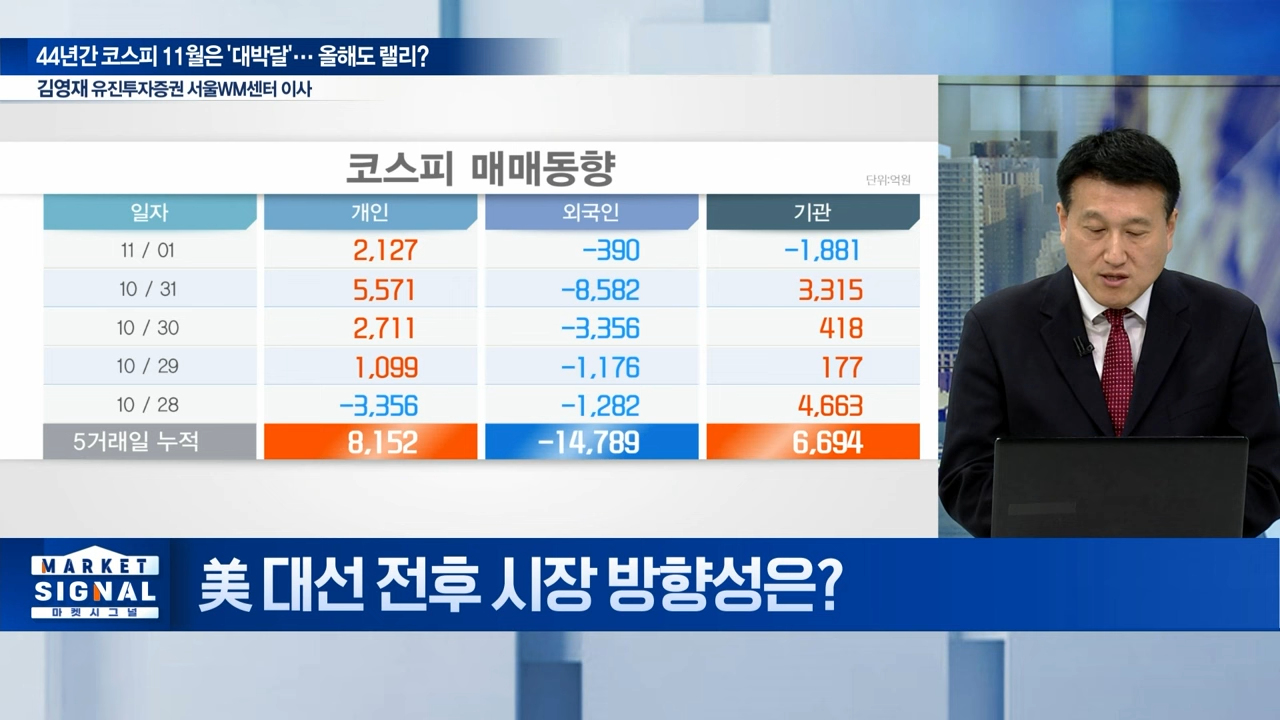 44년간 코스피 11월은 '대박달'… 올해도 랠리?
김영재 유진투자증권 서울WM센터 이사
코스피 매매동향
단위:억원
일자 개인 외국인 기관
11 / 01 2,127 -390 -1,881
10 / 31 5,571 -8,582 3,315
10 / 30 2,711 -3,356 418
10 / 29 1,099 -1,176 177
10 / 28 -3,356 -1,282 4,663
5거래일 누적 8,152 -14,789 6,694
MARKET
SIGNAL
마켓시그널
美 대선 전후 시장 방향성은?